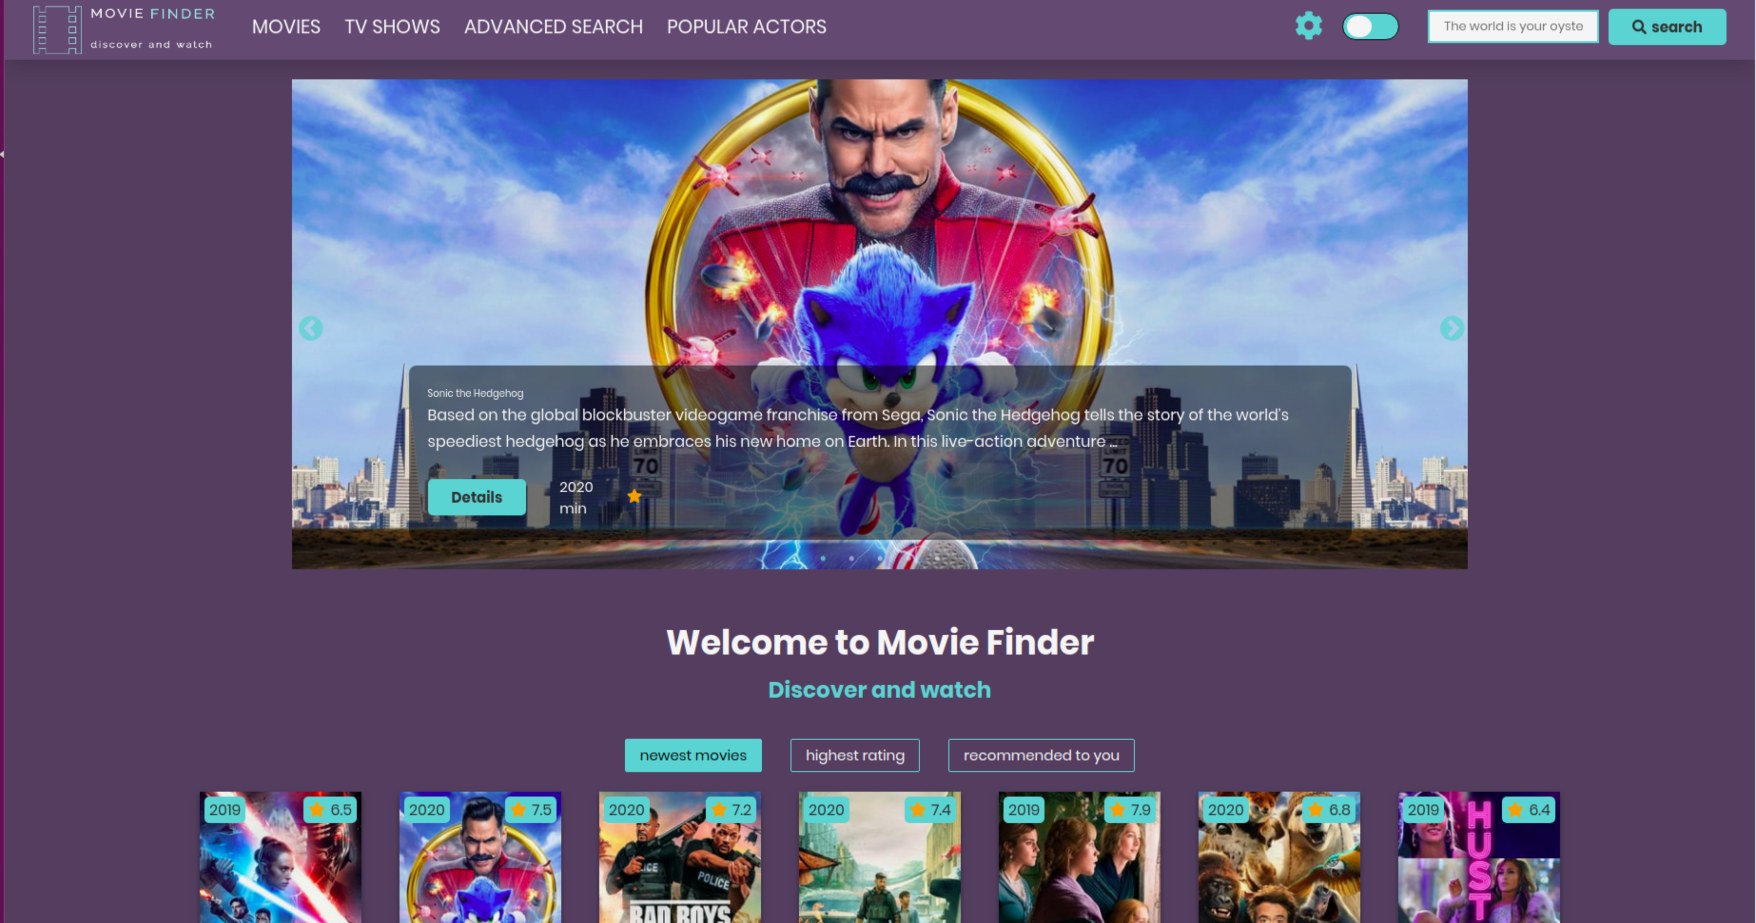 MOVIE FINDER
discover and watch
MOVIES TV SHOWS ADVANCED SEARCH POPULAR ACTORS
The world is your oyste
search
Sonic the Hedgehog
Based on the global blockbuster videogame franchise from Sega, Sonic the Hedgehog tells the story of the world's
speediest hedgehog as he embraces his new home on Earth. In this live-action adventure ...
SPEED
LIMIT LIMIT
70 70
Details
2020
min
Welcome to Movie Finder
Discover and watch
newest movies highest rating recommended to you
2019 6.5 2020 7.5 2020 7.2 2020 7.4 2019 7.9 2020 6.8 2019 6.4
POLICE
BAD BOYS
HUST